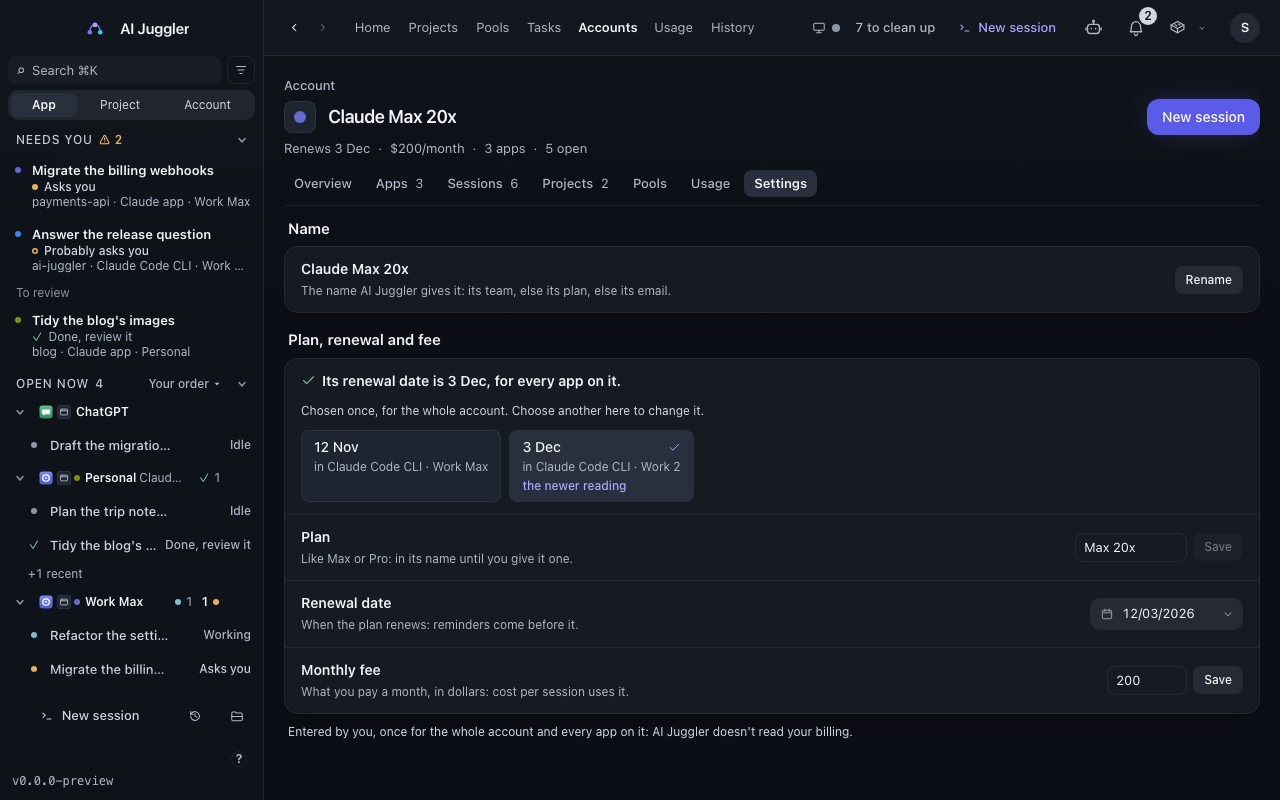 AI Juggler
Search ⌘K
App Project Account
NEEDS YOU 2
Migrate the billing webhooks
Asks you
payments-api · Claude app · Work Max
Answer the release question
Probably asks you
ai-juggler · Claude Code CLI · Work ...
To review
Tidy the blog's images
Done, review it
blog · Claude app · Personal
OPEN NOW 4 Your order
ChatGPT
Draft the migratio... Idle
Personal Claud... 1
Plan the trip note... Idle
Tidy the blog's ... Done, review it
+1 recent
Work Max 1 1
Refactor the setti... Working
Migrate the billin... Asks you
New session
?
v0.0.0-preview
Home Projects Pools Tasks Accounts Usage History 7 to clean up New session 2 S
Account
Claude Max 20x
New session
Renews 3 Dec · $200/month · 3 apps · 5 open
Overview Apps 3 Sessions 6 Projects 2 Pools Usage Settings
Name
Claude Max 20x
The name AI Juggler gives it: its team, else its plan, else its email.
Rename
Plan, renewal and fee
Its renewal date is 3 Dec, for every app on it.
Chosen once, for the whole account. Choose another here to change it.
12 Nov
in Claude Code CLI · Work Max
3 Dec
in Claude Code CLI · Work 2
the newer reading
Plan
Like Max or Pro: in its name until you give it one.
Max 20x Save
Renewal date
When the plan renews: reminders come before it.
12/03/2026
Monthly fee
What you pay a month, in dollars: cost per session uses it.
200 Save
Entered by you, once for the whole account and every app on it: AI Juggler doesn't read your billing.